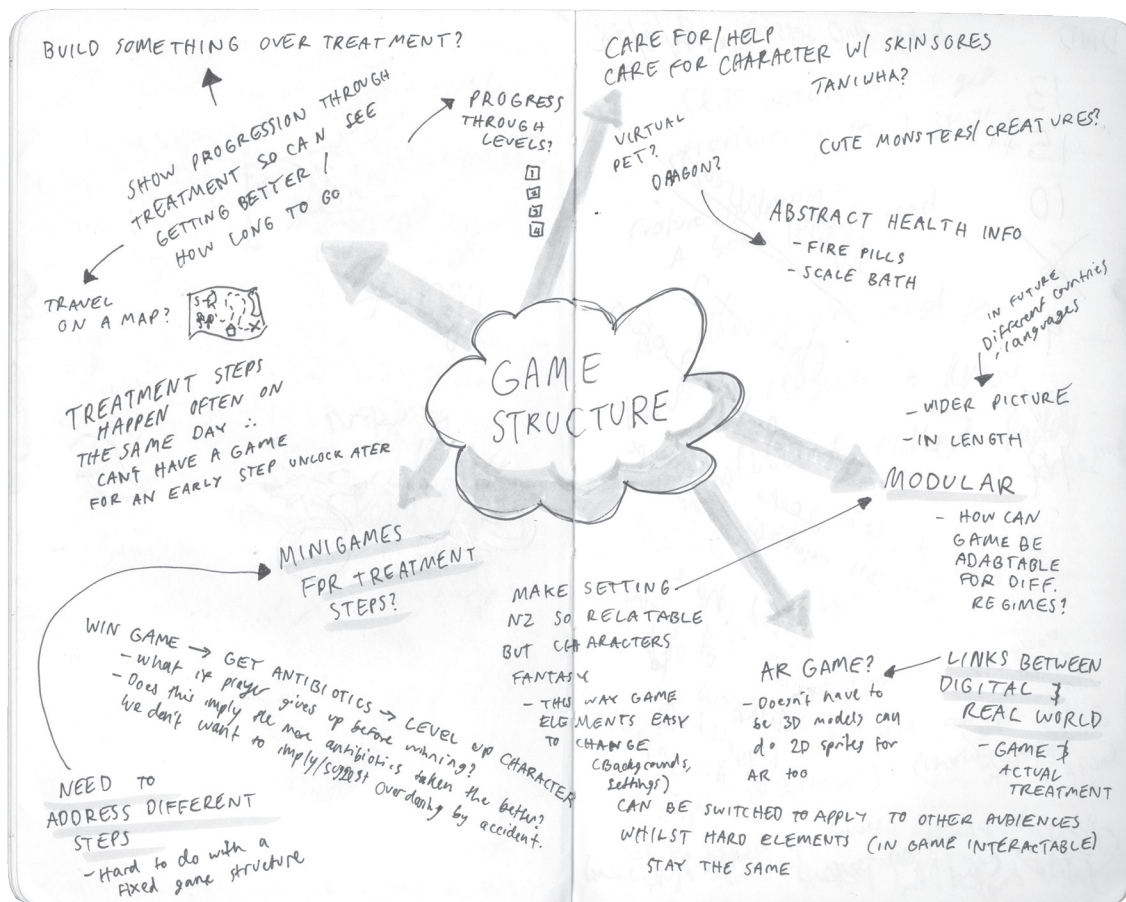 BUILD SOMETHING OVER TREATMENT?
SHOW PROGRESSION THROUGH
TREATMENT SO CAN SEE
GETTING BETTER /
HOW LONG TO GO
PROGRESS
THROUGH
LEVELS?
1
2
3
4
TRAVEL
ON A MAP?
TREATMENT STEPS
HAPPEN OFTEN ON
THE SAME DAY ∴
CANT HAVE A GAME
FOR AN EARLY STEP UNLOCK ATER
MINIGAMES
FOR TREATMENT
STEPS?
WIN GAME → GET ANTIBIOTICS → LEVEL UP CHARACTER
- What if player gives up before winning?
- Does this imply the more antibiotics taken the better?
We don't want to imply/suggest overdosing by accident.
NEED TO
ADDRESS DIFFERENT
STEPS
- Hard to do with a
fixed game structure
GAME
STRUCTURE
CARE FOR/HELP
CARE FOR CHARACTER W/ SKINSORES
TANIWHA?
VIRTUAL
PET?
DRAGON?
CUTE MONSTERS/CREATURES?
ABSTRACT HEALTH INFO
- FIRE PILLS
- SCALE BATH
IN FUTURE
Different countries
, languages
- WIDER PICTURE
- IN LENGTH
MODULAR
- HOW CAN
GAME BE
ADABTABLE
FOR DIFF.
REGIMES?
MAKE SETTING
NZ SO RELATABLE
BUT CHARACTERS
FANTASY
- THIS WAY GAME
ELEMENTS EASY
TO CHANGE
(Backgrounds,
settings)
CAN BE SWITCHED TO APPLY TO OTHER AUDIENCES
WHILST HARD ELEMENTS (IN GAME INTERACTABLE)
STAY THE SAME
AR GAME?
- Doesn't have to
be 3D models can
do 2D sprites for
AR too
LINKS BETWEEN
DIGITAL &
REAL WORLD
- GAME &
ACTUAL
TREATMENT